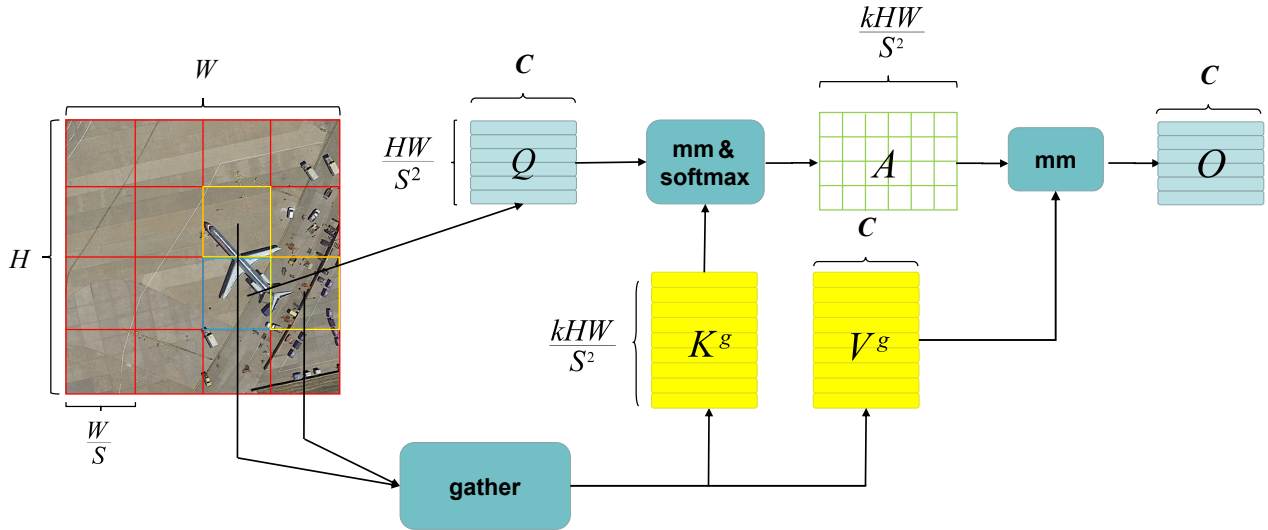 W
H
W/S
C
HW/S²
Q
mm &
softmax
kHW/S²
A
mm
C
O
kHW/S²
K^g
C
V^g
gather